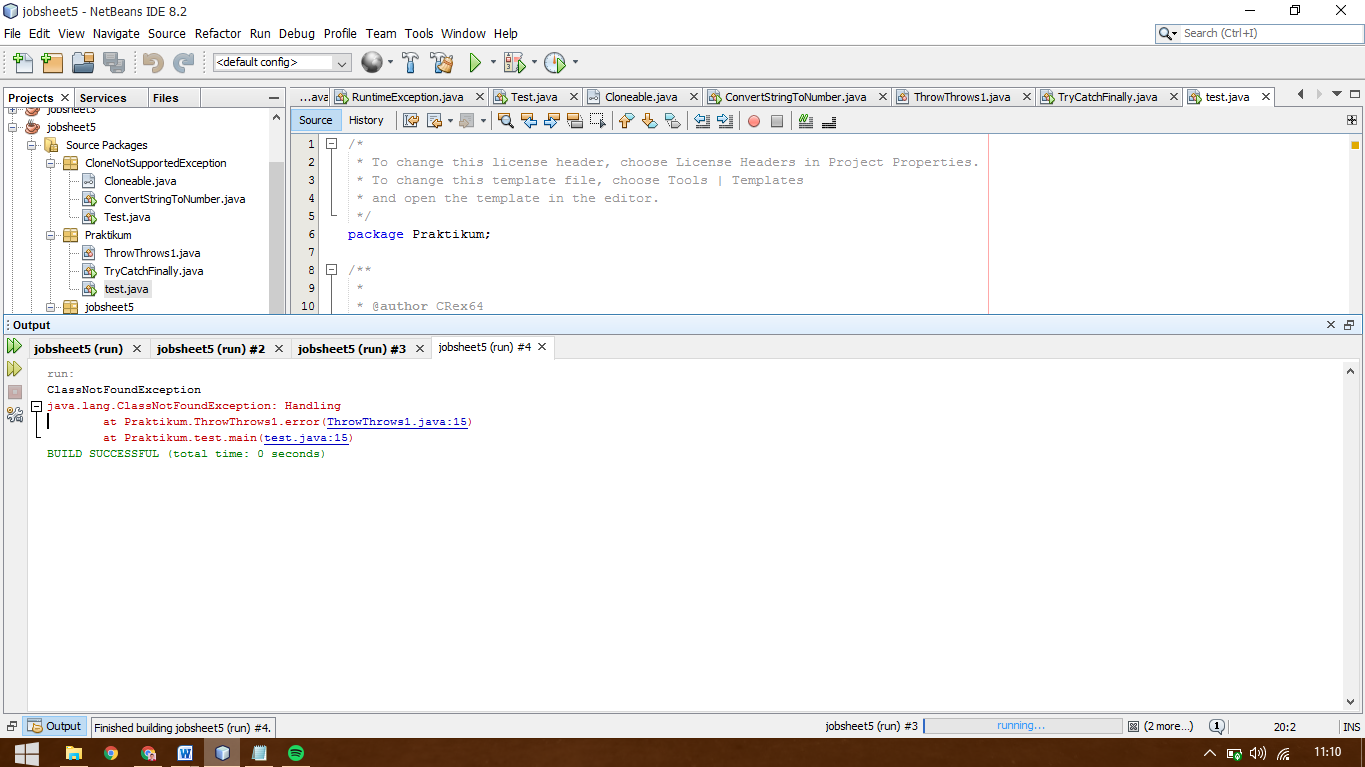 jobsheet5 - NetBeans IDE 8.2
File Edit View Navigate Source Refactor Run Debug Profile Team Tools Window Help
Search (Ctrl+I)
<default config>
Projects Services Files
...ava RuntimeException.java Test.java Cloneable.java ConvertStringToNumber.java ThrowThrows1.java TryCatchFinally.java test.java
jobsheet3
jobsheet5
Source Packages
CloneNotSupportedException
Cloneable.java
ConvertStringToNumber.java
Test.java
Praktikum
ThrowThrows1.java
TryCatchFinally.java
test.java
jobsheet5
Source History
1 /*
2 * To change this license header, choose License Headers in Project Properties.
3 * To change this template file, choose Tools | Templates
4 * and open the template in the editor.
5 */
6 package Praktikum;
7
8 /**
9 *
10 * @author CRex64
Output
jobsheet5 (run) jobsheet5 (run) #2 jobsheet5 (run) #3 jobsheet5 (run) #4
run:
ClassNotFoundException
java.lang.ClassNotFoundException: Handling
at Praktikum.ThrowThrows1.error(ThrowThrows1.java:15)
at Praktikum.test.main(test.java:15)
BUILD SUCCESSFUL (total time: 0 seconds)
Output Finished building jobsheet5 (run) #4. jobsheet5 (run) #3 running... (2 more...) 1 20:2 INS
11:10